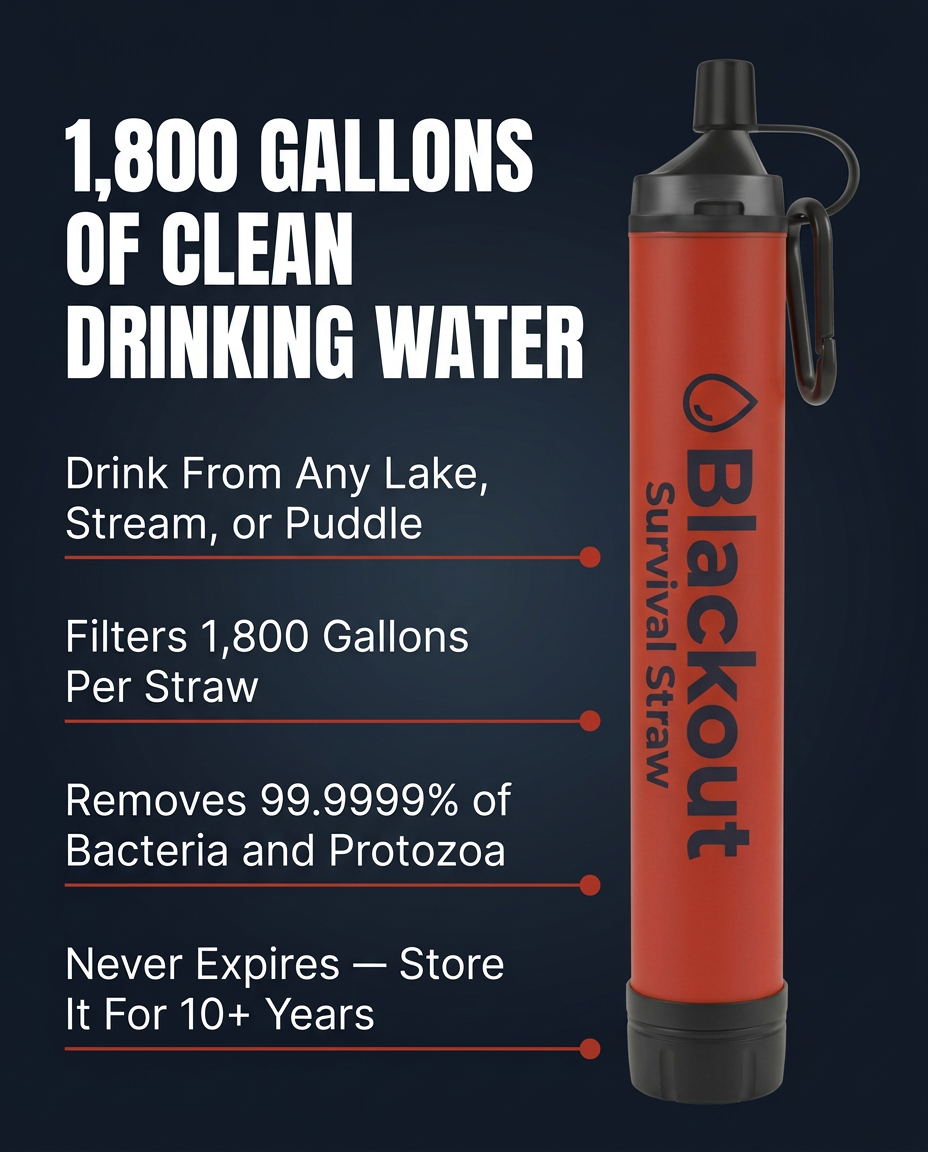 1,800 GALLONS
OF CLEAN
DRINKING WATER
Drink From Any Lake,
Stream, or Puddle
Filters 1,800 Gallons
Per Straw
Removes 99.9999% of
Bacteria and Protozoa
Never Expires — Store
It For 10+ Years
Blackout
Survival Straw